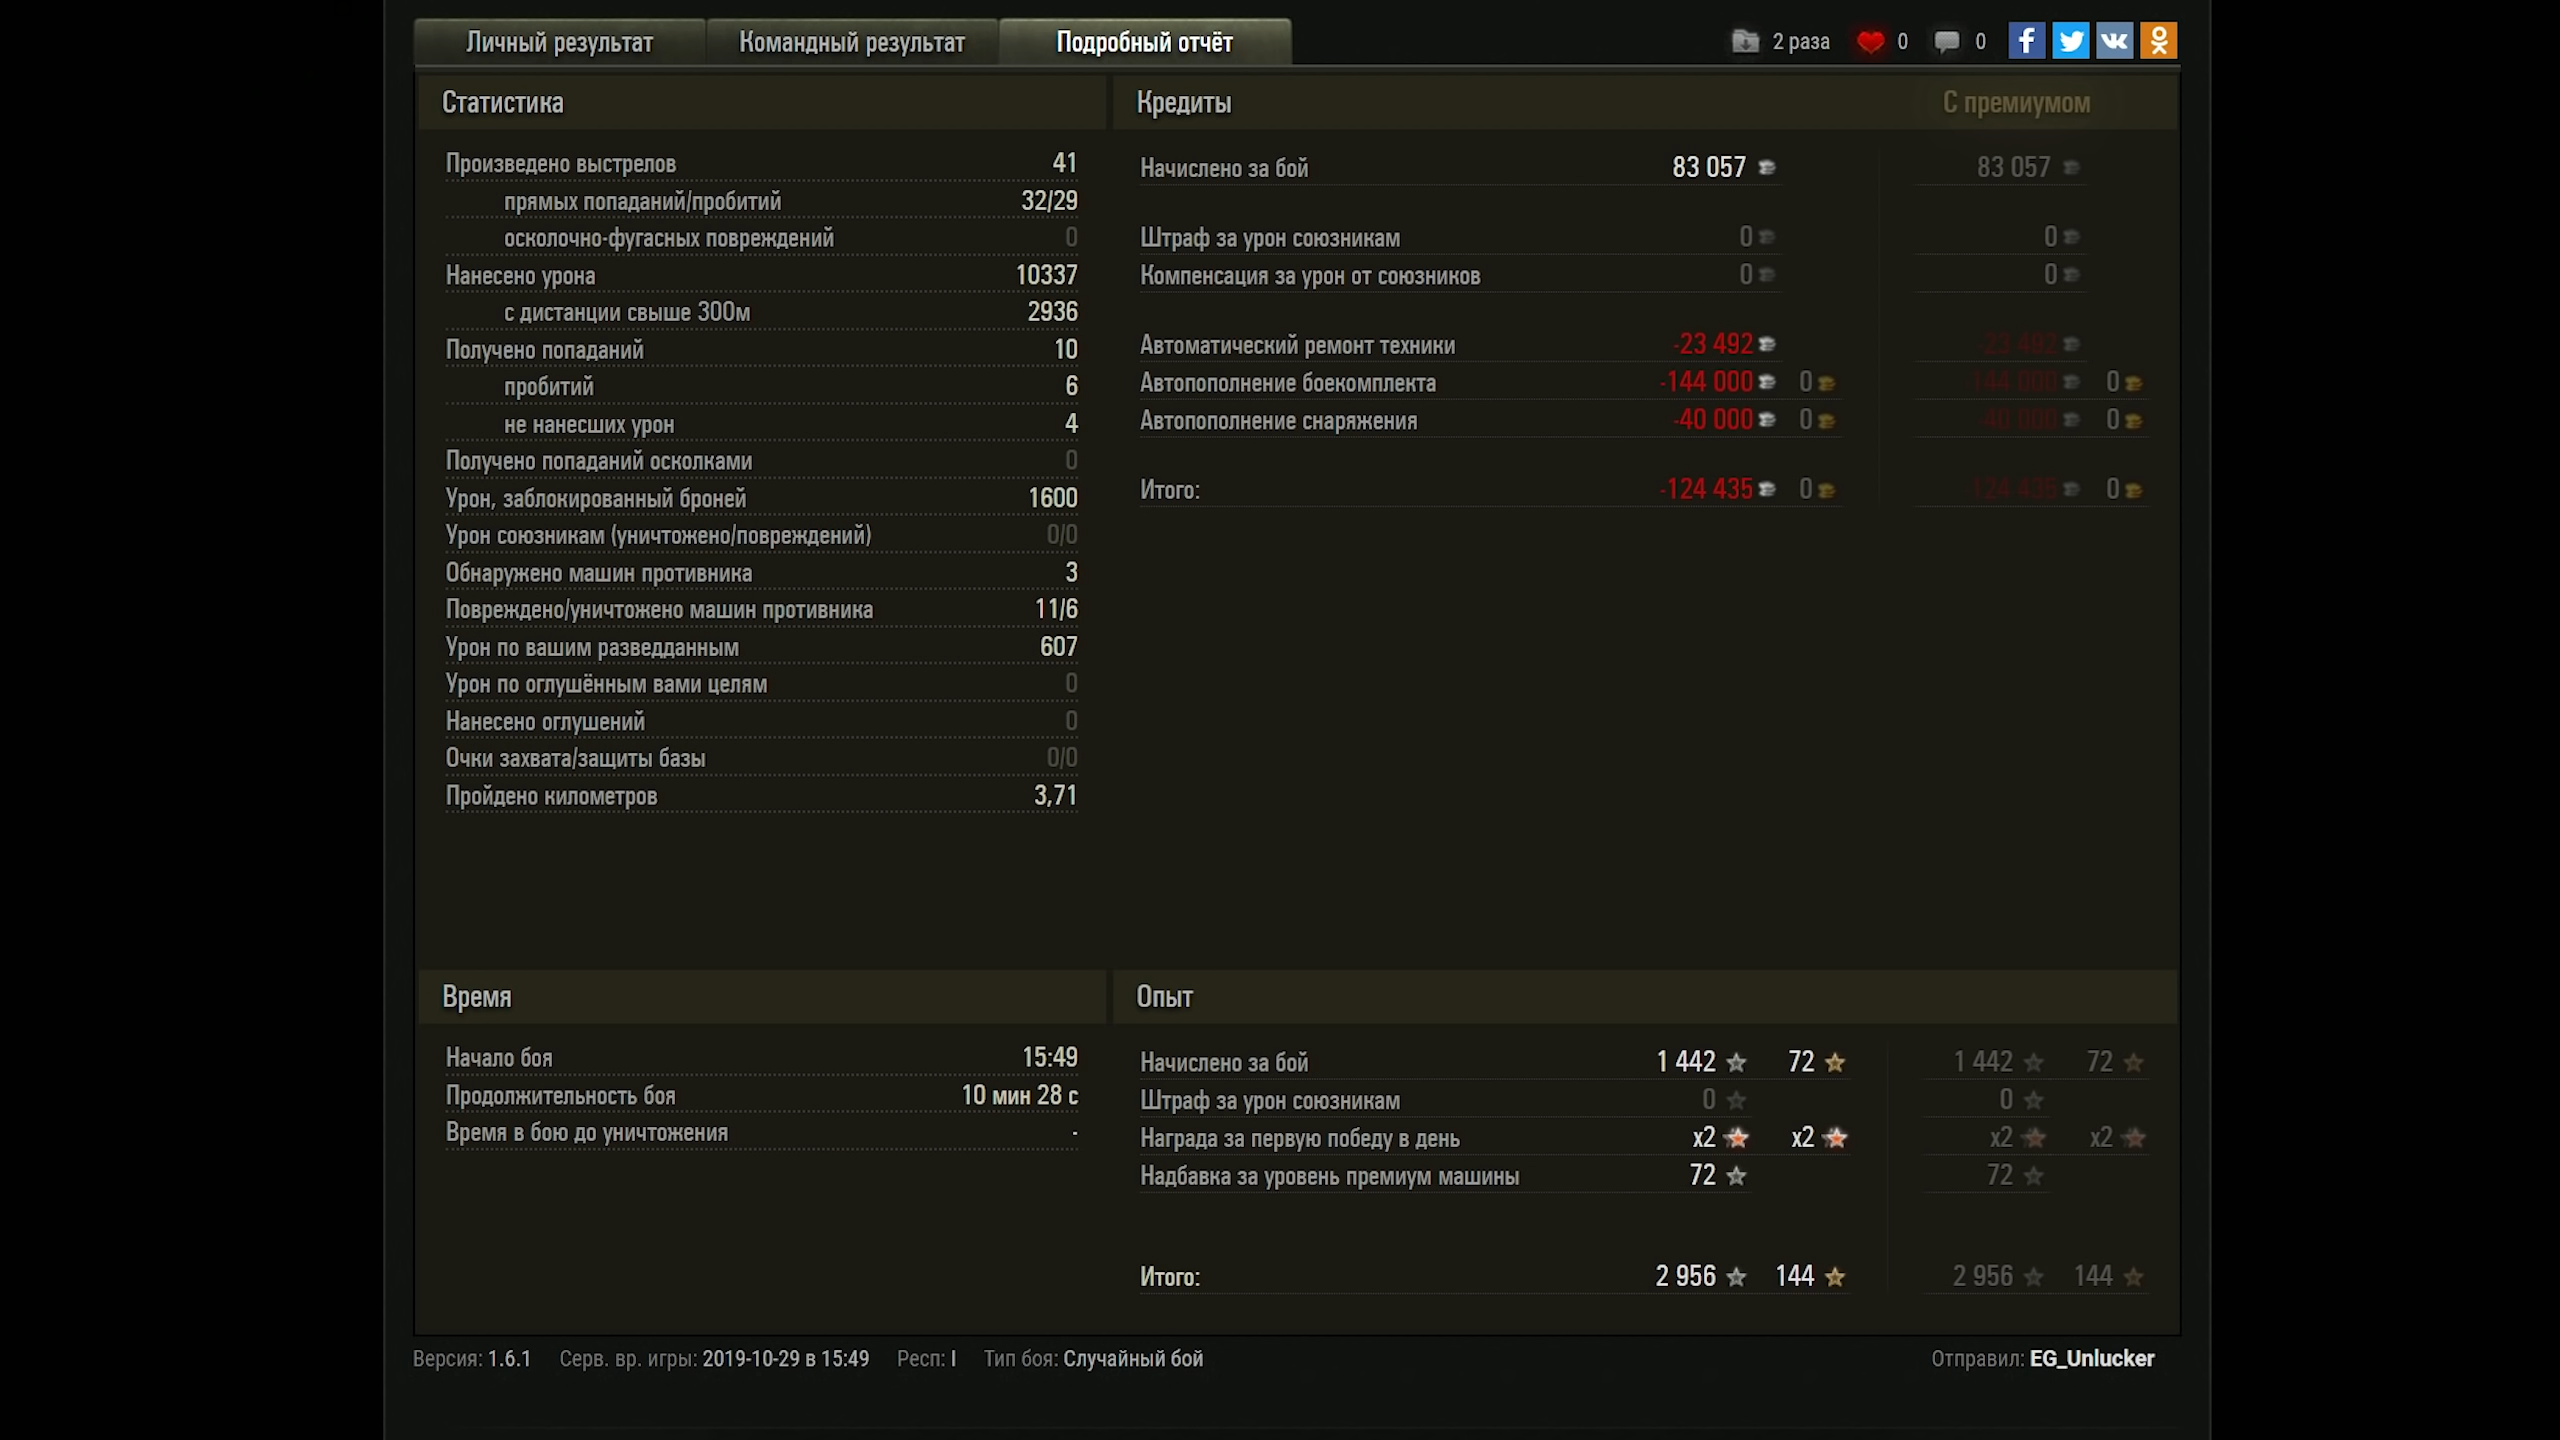 Личный результат Командный результат Подробный отчёт 2 раза 0 0
Статистика
Произведено выстрелов 41
прямых попаданий/пробитий 32/29
осколочно-фугасных повреждений 0
Нанесено урона 10337
с дистанции свыше 300м 2936
Получено попаданий 10
пробитий 6
не нанесших урон 4
Получено попаданий осколками 0
Урон, заблокированный броней 1600
Урон союзникам (уничтожено/повреждений) 0/0
Обнаружено машин противника 3
Повреждено/уничтожено машин противника 11/6
Урон по вашим разведданным 607
Урон по оглушённым вами целям 0
Нанесено оглушений 0
Очки захвата/защиты базы 0/0
Пройдено километров 3,71
Кредиты С премиумом
Начислено за бой 83 057 83 057
Штраф за урон союзникам 0 0
Компенсация за урон от союзников 0 0
Автоматический ремонт техники -23 492 -23 492
Автопополнение боекомплекта -144 000 0 -144 000 0
Автопополнение снаряжения -40 000 0 -40 000 0
Итого: -124 435 0 -124 435 0
Время
Начало боя 15:49
Продолжительность боя 10 мин 28 с
Время в бою до уничтожения -
Опыт
Начислено за бой 1 442 72 1 442 72
Штраф за урон союзникам 0 0
Награда за первую победу в день x2 x2 x2 x2
Надбавка за уровень премиум машины 72 72
Итого: 2 956 144 2 956 144
Версия: 1.6.1 Серв. вр. игры: 2019-10-29 в 15:49 Респ: I Тип боя: Случайный бой Отправил: EG_Unlucker